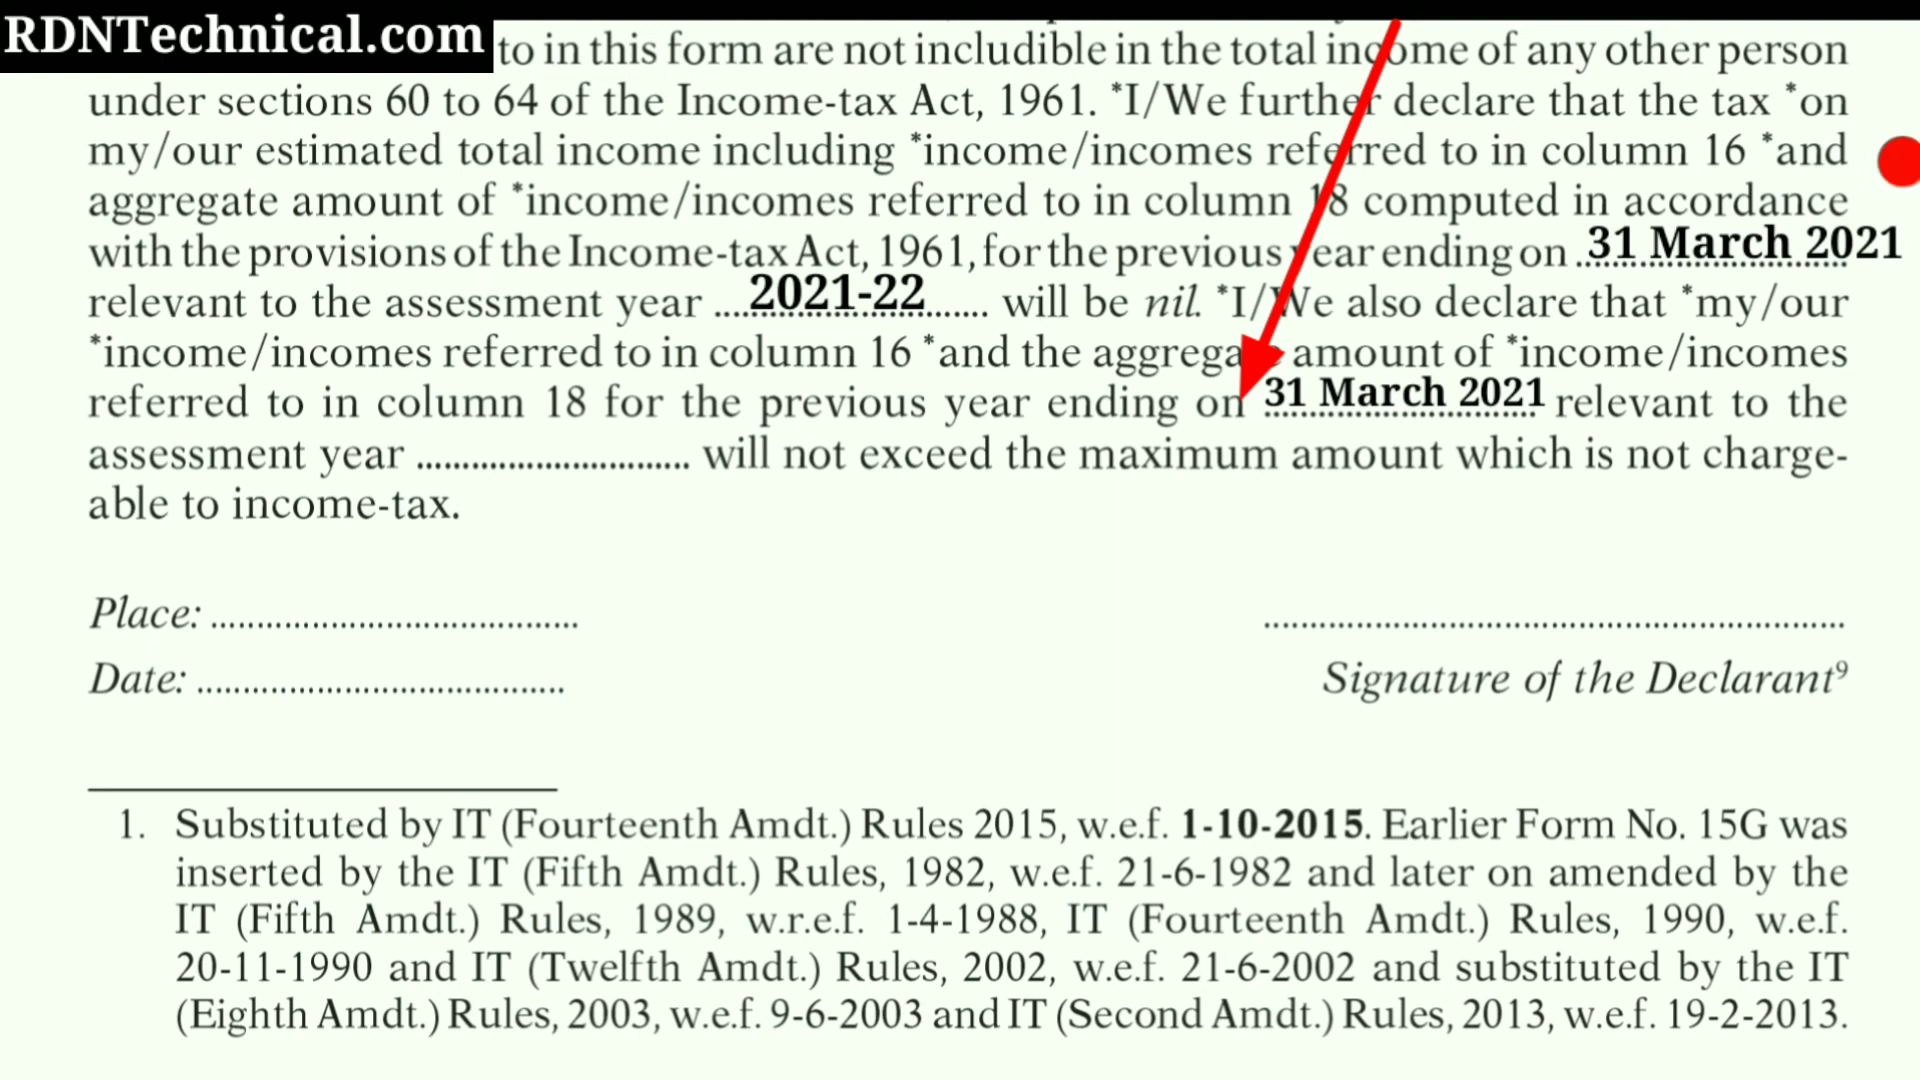 RDNTechnical.com to in this form are not includible in the total income of any other person
under sections 60 to 64 of the Income-tax Act, 1961. *I/We further declare that the tax *on
my/our estimated total income including *income/incomes referred to in column 16 *and
aggregate amount of *income/incomes referred to in column 18 computed in accordance
with the provisions of the Income-tax Act, 1961, for the previous year ending on 31 March 2021
relevant to the assessment year ....2021-22....... will be nil. *I/We also declare that *my/our
*income/incomes referred to in column 16 *and the aggregate amount of *income/incomes
referred to in column 18 for the previous year ending on 31 March 2021 relevant to the
assessment year .............................. will not exceed the maximum amount which is not charge-
able to income-tax.
Place: ........................................ ...............................................................
Date: ........................................ Signature of the Declarant⁹
1. Substituted by IT (Fourteenth Amdt.) Rules 2015, w.e.f. 1-10-2015. Earlier Form No. 15G was
inserted by the IT (Fifth Amdt.) Rules, 1982, w.e.f. 21-6-1982 and later on amended by the
IT (Fifth Amdt.) Rules, 1989, w.r.e.f. 1-4-1988, IT (Fourteenth Amdt.) Rules, 1990, w.e.f.
20-11-1990 and IT (Twelfth Amdt.) Rules, 2002, w.e.f. 21-6-2002 and substituted by the IT
(Eighth Amdt.) Rules, 2003, w.e.f. 9-6-2003 and IT (Second Amdt.) Rules, 2013, w.e.f. 19-2-2013.